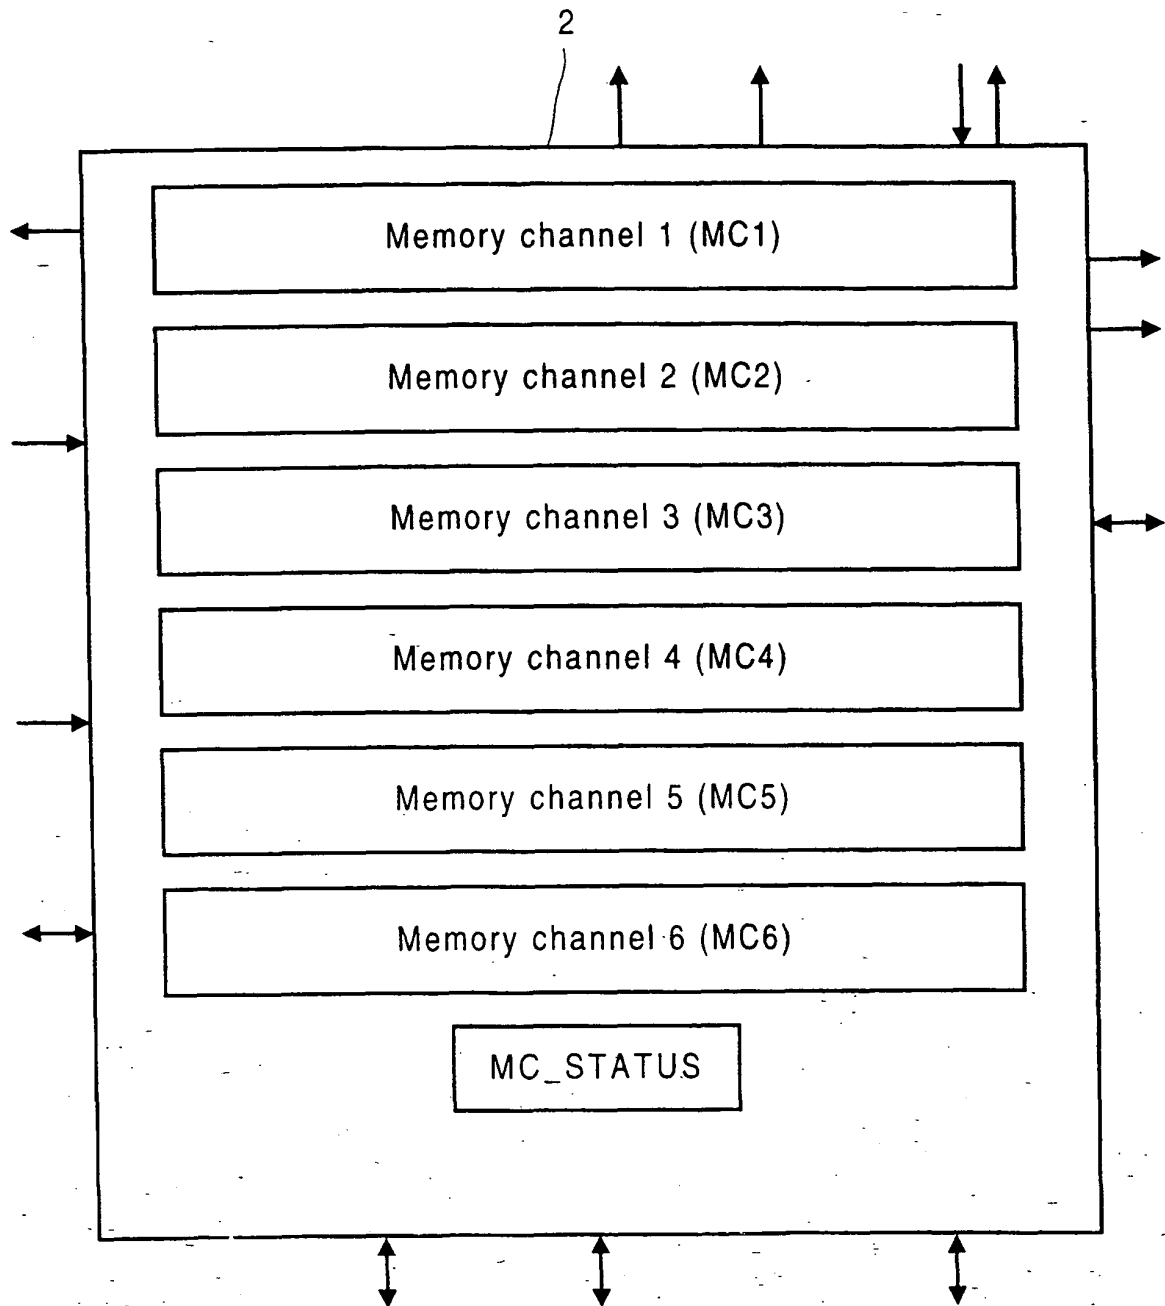 2
Memory channel 1 (MC1)
Memory channel 2 (MC2)
Memory channel 3 (MC3)
Memory channel 4 (MC4)
Memory channel 5 (MC5)
Memory channel 6 (MC6)
MC_STATUS